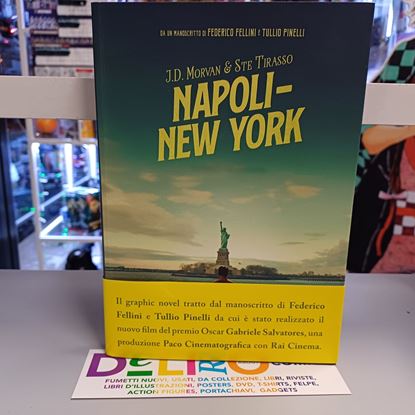 DA UN MANOSCRITTO DI FEDERICO FELLINI E TULLIO PINELLI
J.D. MORVAN & STE TIRASSO
NAPOLI–
NEW YORK
Il graphic novel tratto dal manoscritto di Federico
Fellini e Tullio Pinelli da cui è stato realizzato il
nuovo film del premio Oscar Gabriele Salvatores, una
produzione Paco Cinematografica con Rai Cinema.
FUMETTI NUOVI, USATI, DA COLLEZIONE, LIBRI, RIVISTE,
LIBRI D'ILLUSTRAZIONI, POSTERS, DVD, T-SHIRTS, FELPE,
ACTION FIGURES, PORTACHIAVI, GADGETS